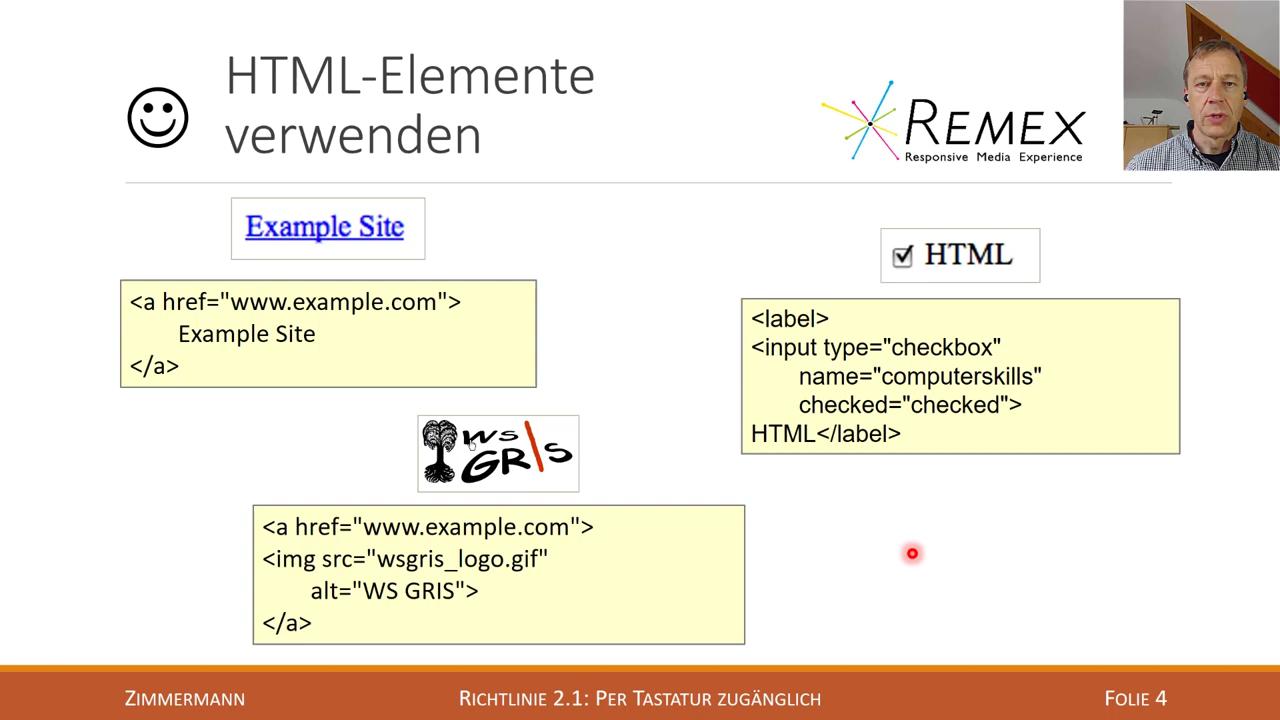 HTML-Elemente
verwenden
REMEX
Responsive Media Experience
Example Site
<a href="www.example.com">
Example Site
</a>
HTML
<label>
<input type="checkbox"
name="computerskills"
checked="checked">
HTML</label>
WS
GRIS
<a href="www.example.com">
<img src="wsgris_logo.gif"
alt="WS GRIS">
</a>
ZIMMERMANN
RICHTLINIE 2.1: PER TASTATUR ZUGÄNGLICH
FOLIE 4